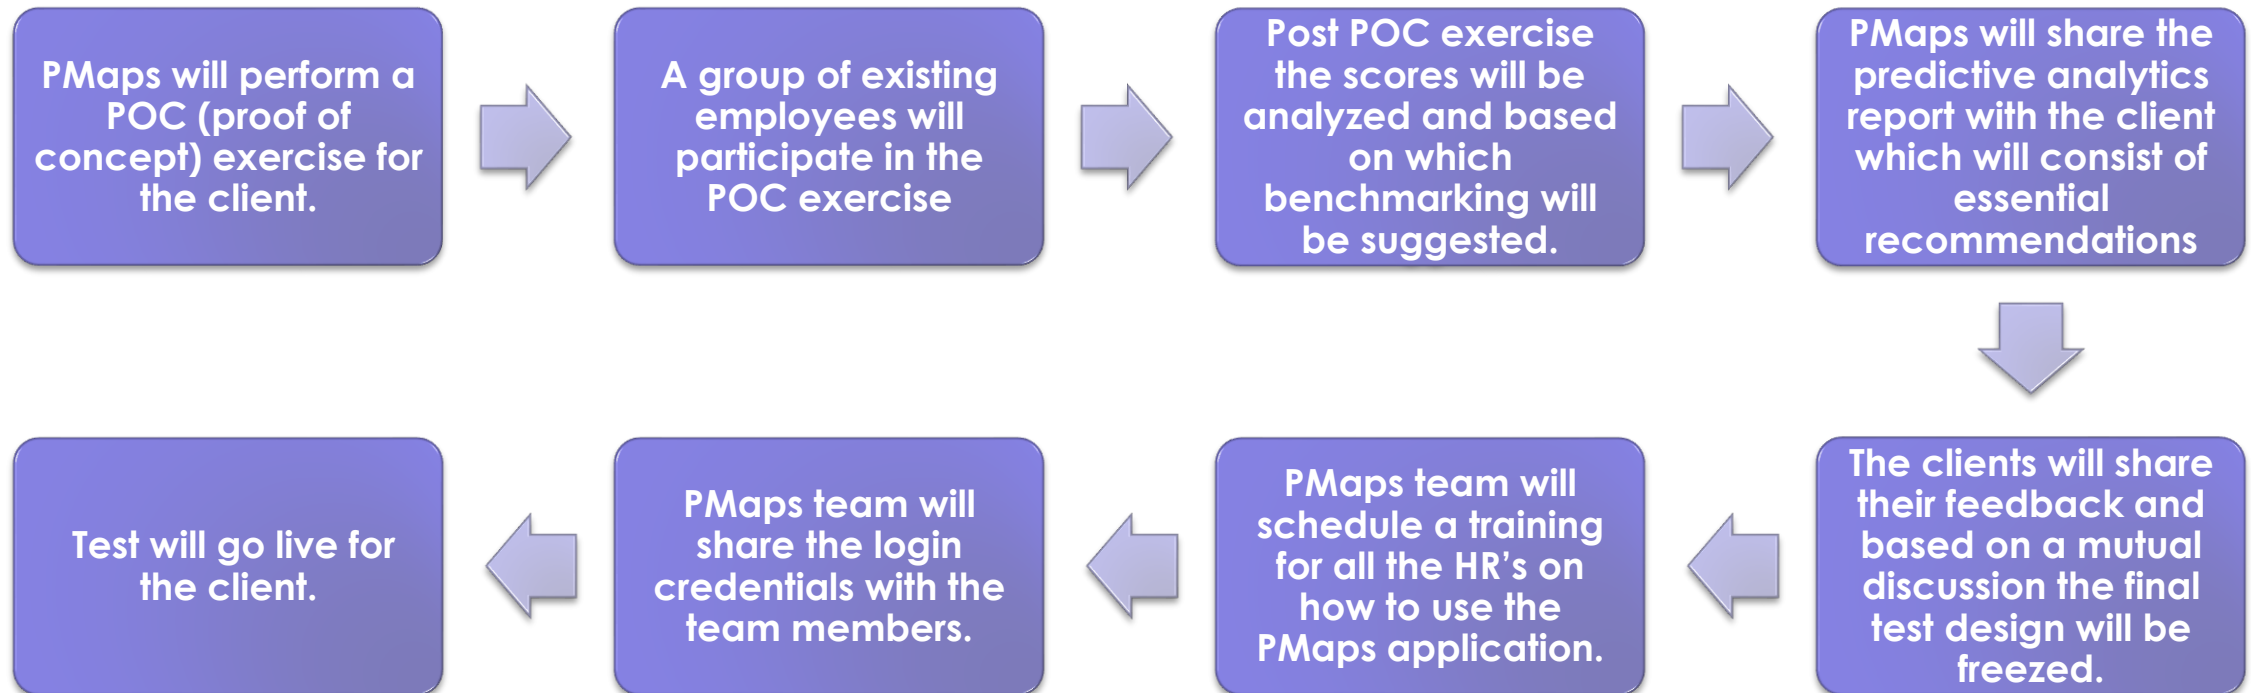 PMaps will perform a
POC (proof of
concept) exercise for
the client.
A group of existing
employees will
participate in the
POC exercise
Post POC exercise
the scores will be
analyzed and based
on which
benchmarking will
be suggested.
PMaps will share the
predictive analytics
report with the client
which will consist of
essential
recommendations
The clients will share
their feedback and
based on a mutual
discussion the final
test design will be
freezed.
PMaps team will
schedule a training
for all the HR’s on
how to use the
PMaps application.
PMaps team will
share the login
credentials with the
team members.
Test will go live for
the client.